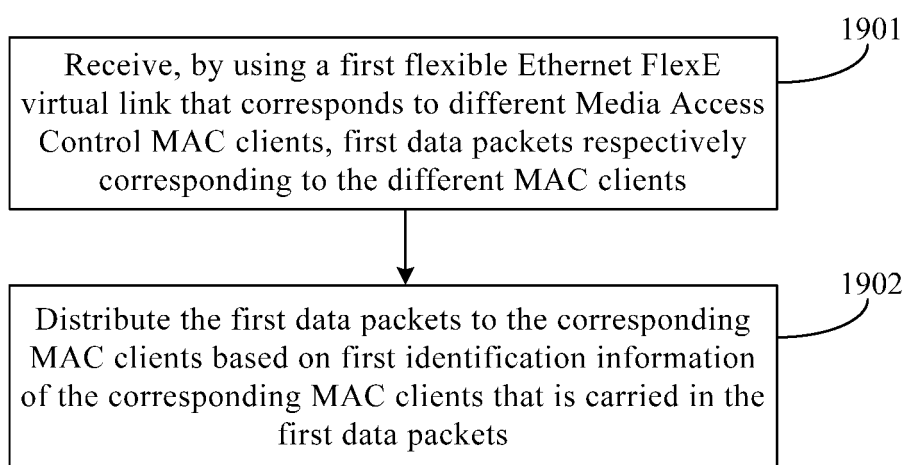 1901
Receive, by using a first flexible Ethernet FlexE
virtual link that corresponds to different Media Access
Control MAC clients, first data packets respectively
corresponding to the different MAC clients
1902
Distribute the first data packets to the corresponding
MAC clients based on first identification information
of the corresponding MAC clients that is carried in the
first data packets